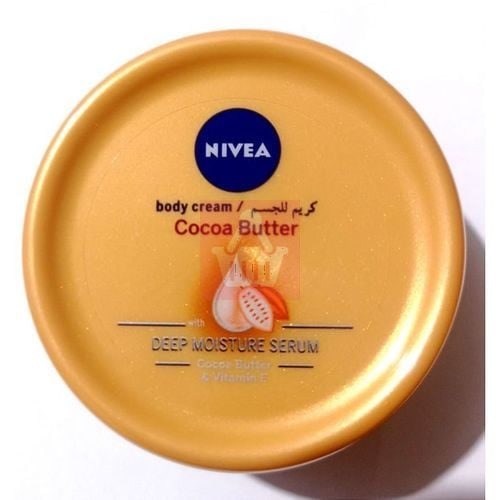 NIVEA
body cream / كريم للجسم
Cocoa Butter
with
DEEP MOISTURE SERUM
Cocoa Butter
& Vitamin E